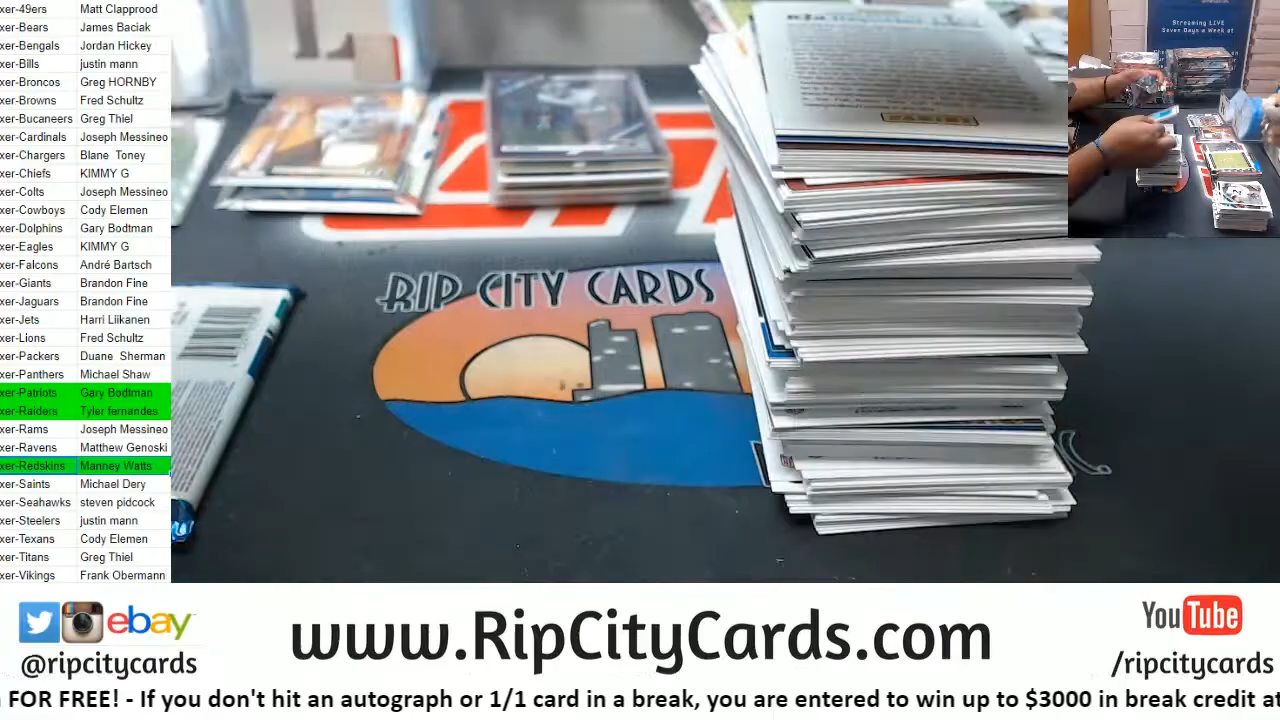 xer-49ers Matt Clapprood
xer-Bears James Baciak
xer-Bengals Jordan Hickey
xer-Bills justin mann
xer-Broncos Greg HORNBY
xer-Browns Fred Schultz
xer-Bucaneers Greg Thiel
xer-Cardinals Joseph Messineo
xer-Chargers Blane Toney
xer-Chiefs KIMMY G
xer-Colts Joseph Messineo
xer-Cowboys Cody Elemen
xer-Dolphins Gary Bodtman
xer-Eagles KIMMY G
xer-Falcons André Bartsch
xer-Giants Brandon Fine
xer-Jaguars Brandon Fine
xer-Jets Harri Liikanen
xer-Lions Fred Schultz
xer-Packers Duane Sherman
xer-Panthers Michael Shaw
xer-Patriots Gary Bodtman
xer-Raiders Tyler fernandes
xer-Rams Joseph Messineo
xer-Ravens Matthew Genoski
xer-Redskins Manney Watts
xer-Saints Michael Dery
xer-Seahawks steven pidcock
xer-Steelers justin mann
xer-Texans Cody Elemen
xer-Titans Greg Thiel
xer-Vikings Frank Obermann
PANINI
Streaming LIVE
Seven Days a Week at
RIP CITY CARDS
ebay
@ripcitycards
www.RipCityCards.com
YouTube
/ripcitycards
FOR FREE! - If you don't hit an autograph or 1/1 card in a break, you are entered to win up to $3000 in break credit at